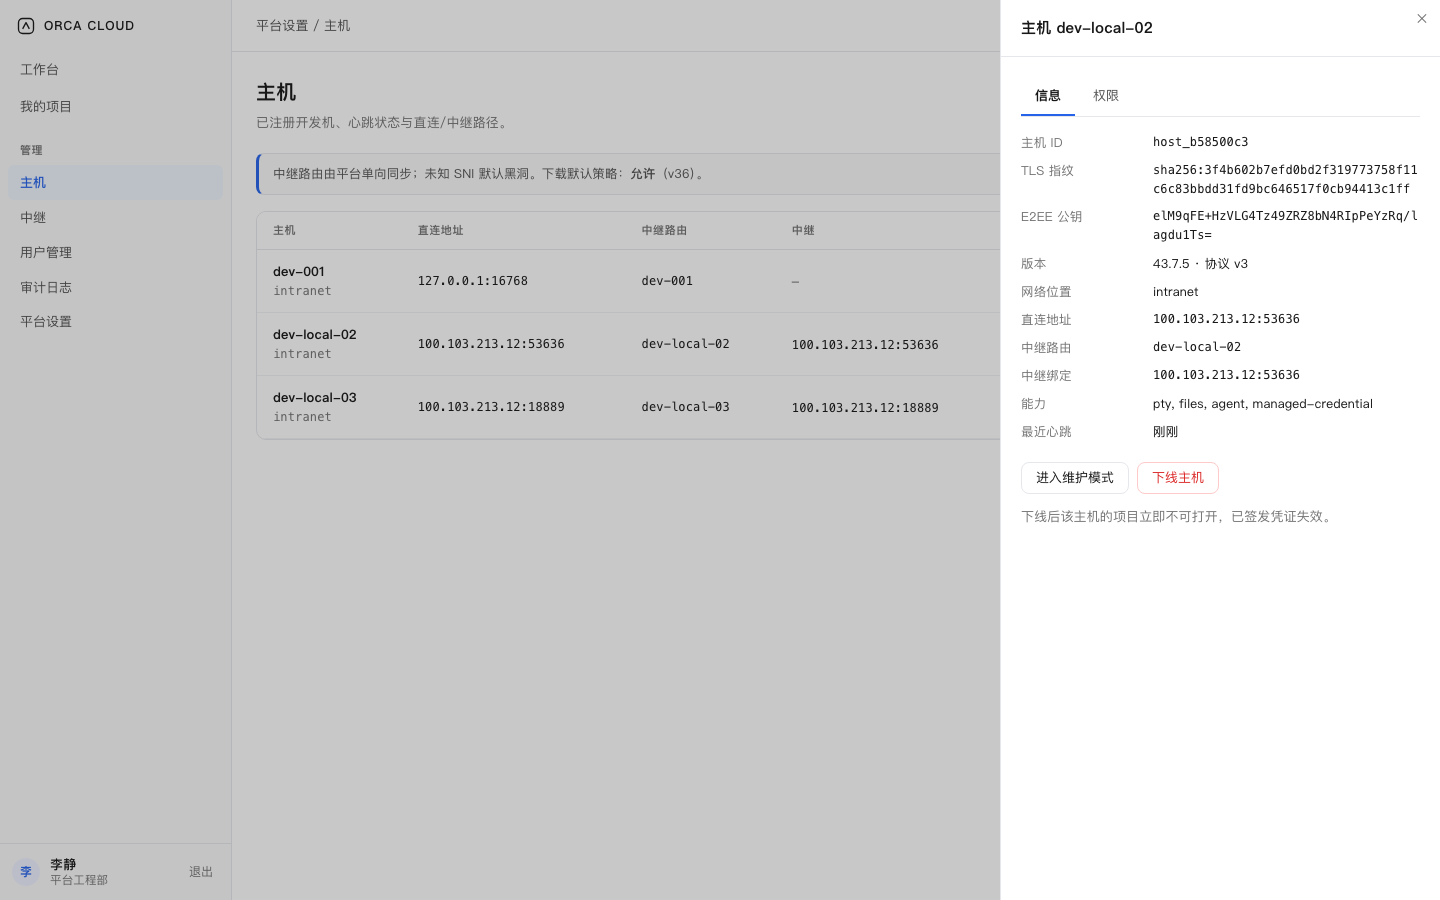 ORCA CLOUD
工作台
我的项目
管理
主机
中继
用户管理
审计日志
平台设置
李
李静
平台工程部
退出
平台设置 / 主机
主机
已注册开发机、心跳状态与直连/中继路径。
中继路由由平台单向同步；未知 SNI 默认黑洞。下载默认策略：允许（v36）。
主机 直连地址 中继路由 中继
dev-001
intranet
127.0.0.1:16768 dev-001 —
dev-local-02
intranet
100.103.213.12:53636 dev-local-02 100.103.213.12:53636
dev-local-03
intranet
100.103.213.12:18889 dev-local-03 100.103.213.12:18889
主机 dev-local-02
信息 权限
主机 ID host_b58500c3
TLS 指纹 sha256:3f4b602b7efd0bd2f319773758f11
c6c83bbdd31fd9bc646517f0cb94413c1ff
E2EE 公钥 elM9qFE+HzVLG4Tz49ZRZ8bN4RIpPeYzRq/l
agdu1Ts=
版本 43.7.5 · 协议 v3
网络位置 intranet
直连地址 100.103.213.12:53636
中继路由 dev-local-02
中继绑定 100.103.213.12:53636
能力 pty, files, agent, managed-credential
最近心跳 刚刚
进入维护模式 下线主机
下线后该主机的项目立即不可打开，已签发凭证失效。